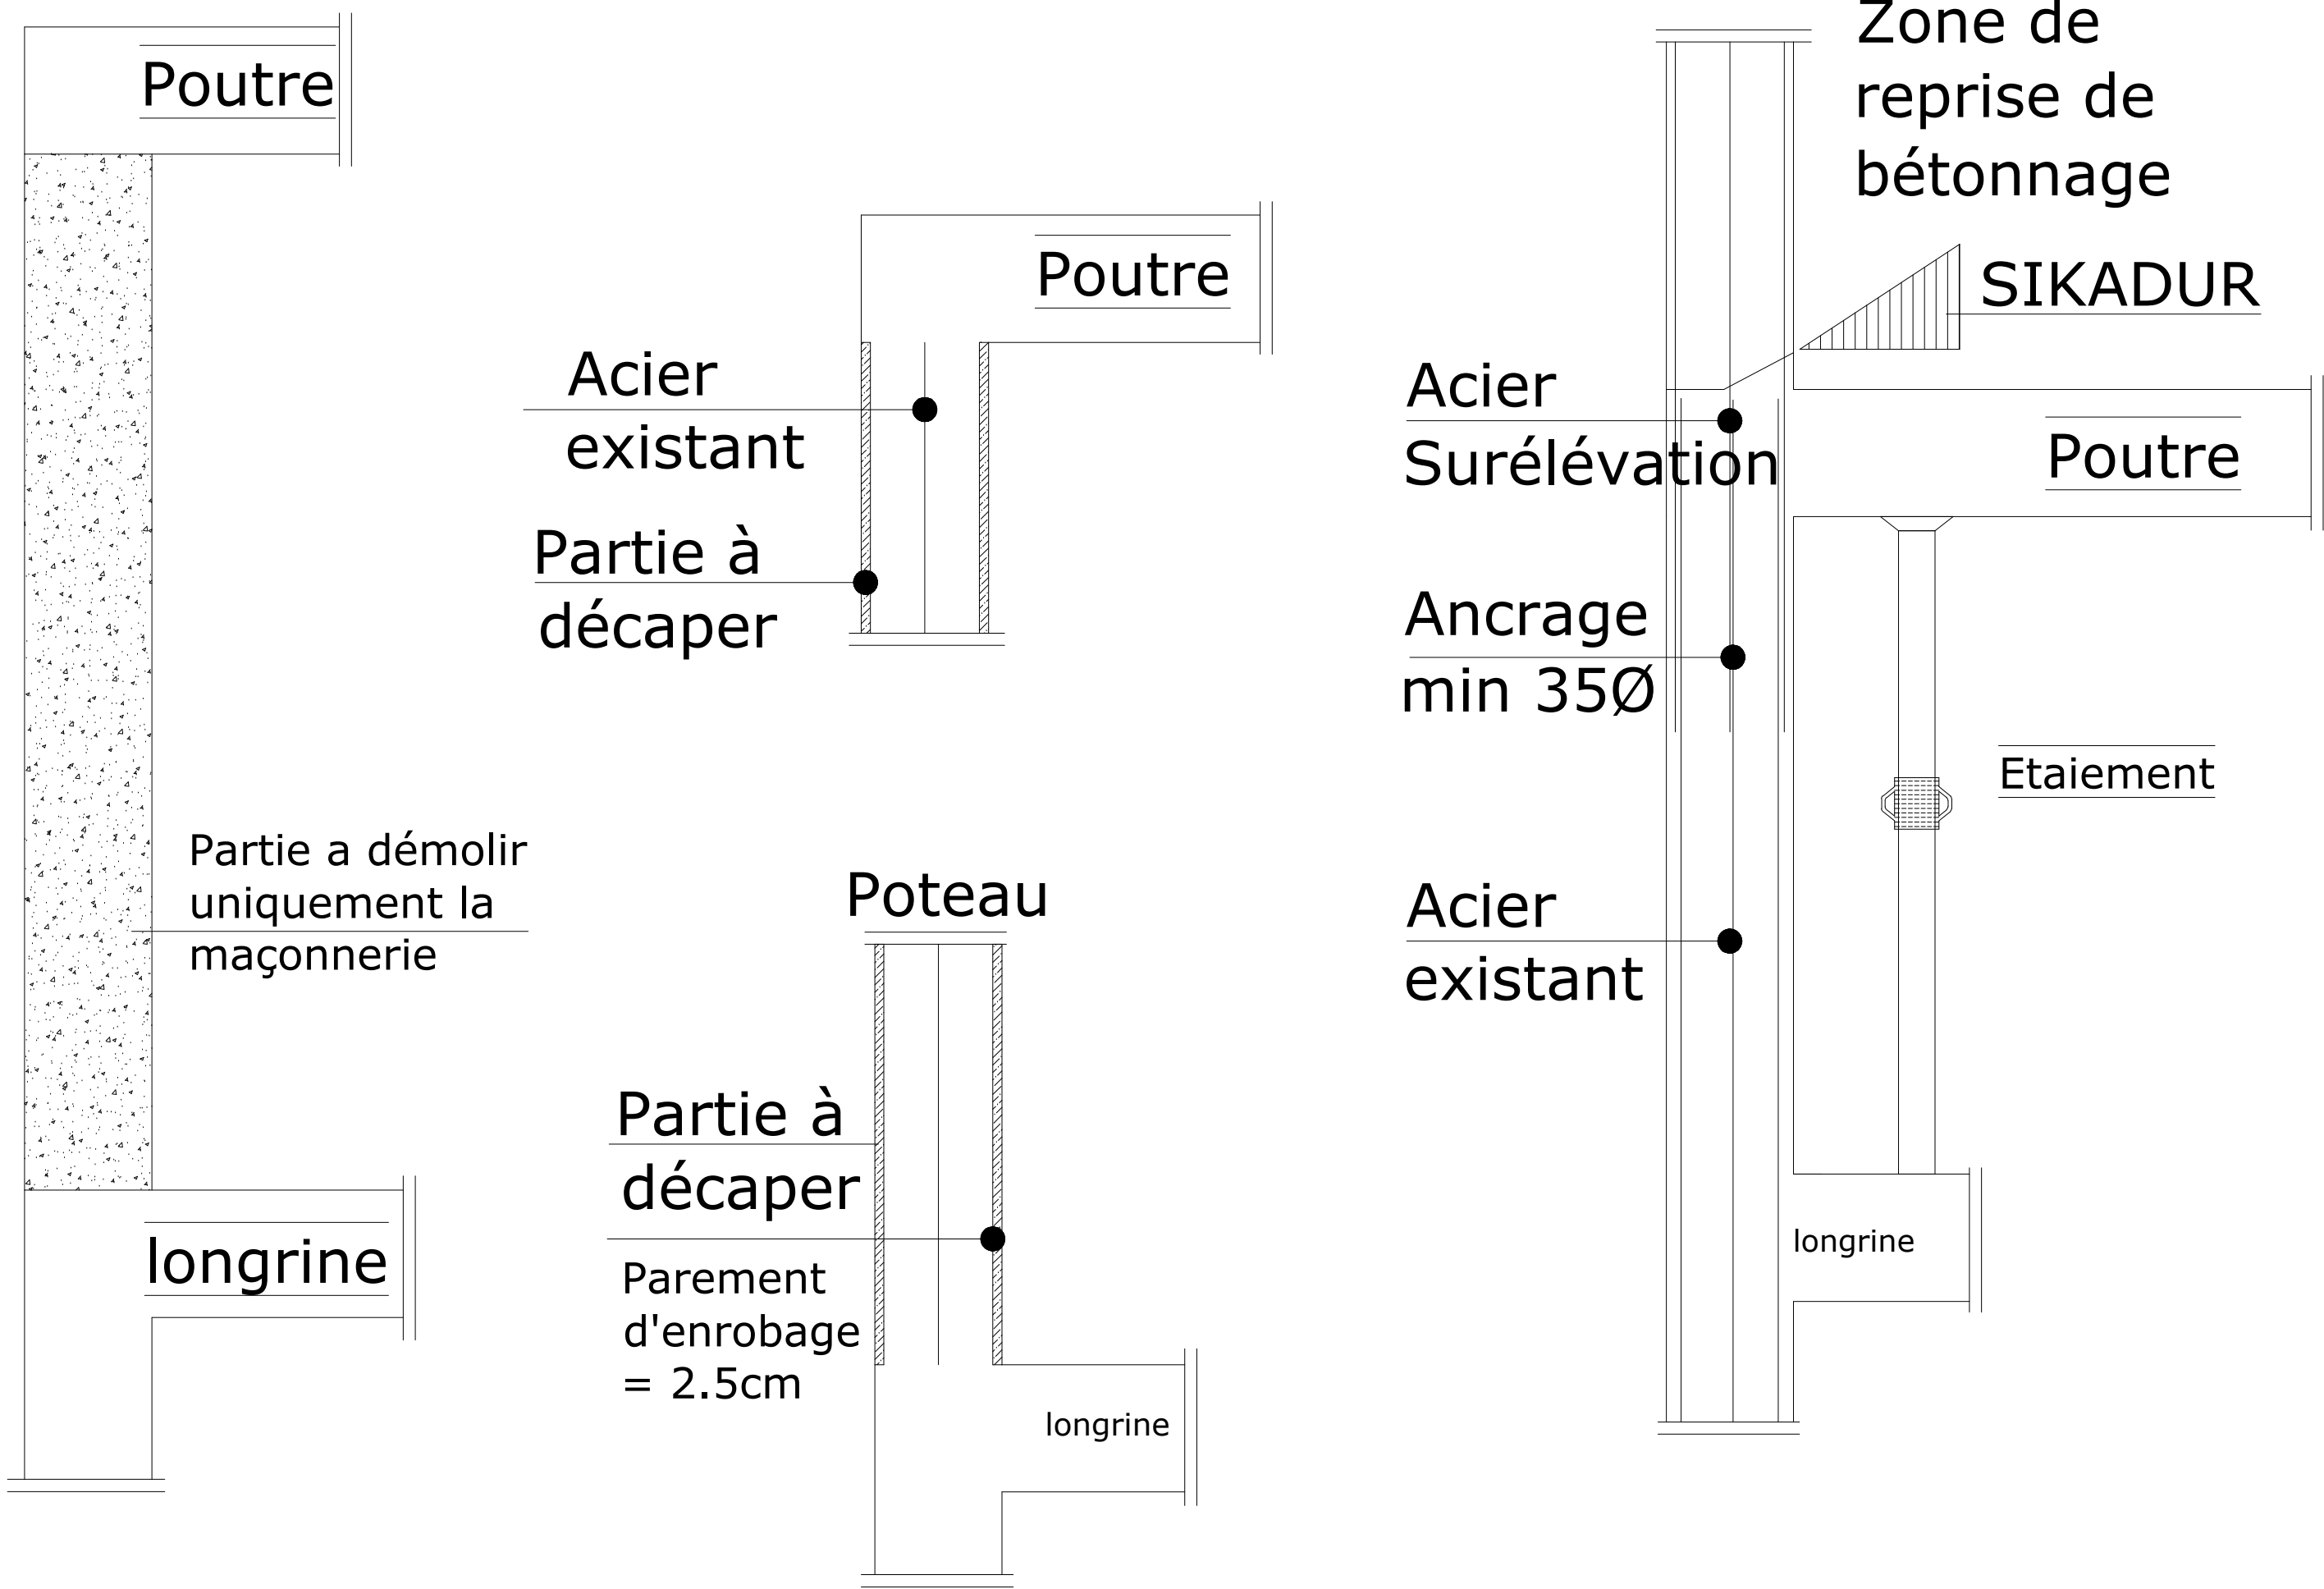 Poutre
Partie a démolir
uniquement la
maçonnerie
longrine
Poutre
Acier
existant
Partie à
décaper
Poteau
Partie à
décaper
Parement
d'enrobage
= 2.5cm
longrine
Zone de
reprise de
bétonnage
SIKADUR
Acier
Surélévation
Poutre
Ancrage
min 35Ø
Etaiement
Acier
existant
longrine